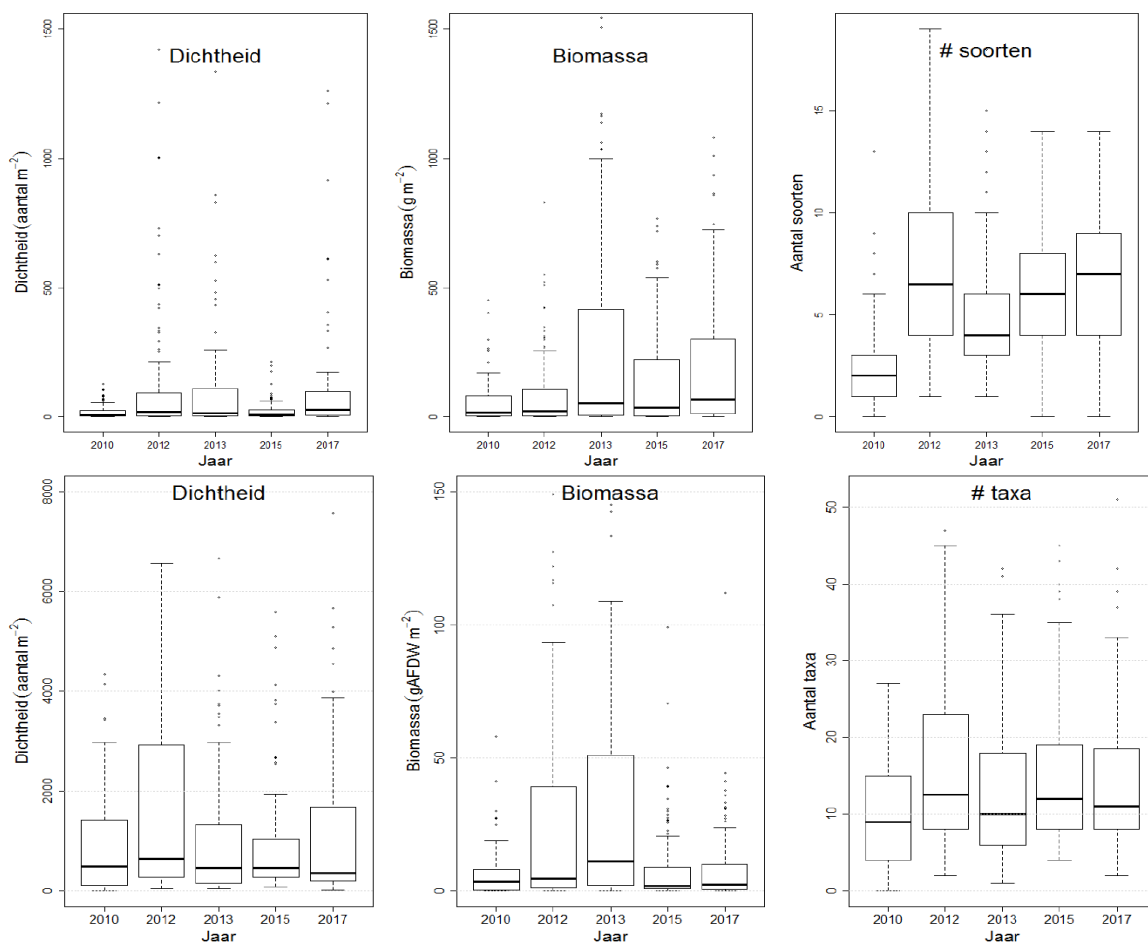 Dichtheid
Dichtheid (aantal m⁻²)
0
500
1000
1500
2010 2012 2013 2015 2017
Jaar
Biomassa
Biomassa (g m⁻²)
0
500
1000
1500
2010 2012 2013 2015 2017
Jaar
# soorten
Aantal soorten
0
5
10
15
2010 2012 2013 2015 2017
Jaar
Dichtheid
Dichtheid (aantal m⁻²)
0
2000
4000
6000
8000
2010 2012 2013 2015 2017
Jaar
Biomassa
Biomassa (gAFDW m⁻²)
0
50
100
150
2010 2012 2013 2015 2017
Jaar
# taxa
Aantal taxa
0
10
20
30
40
50
2010 2012 2013 2015 2017
Jaar